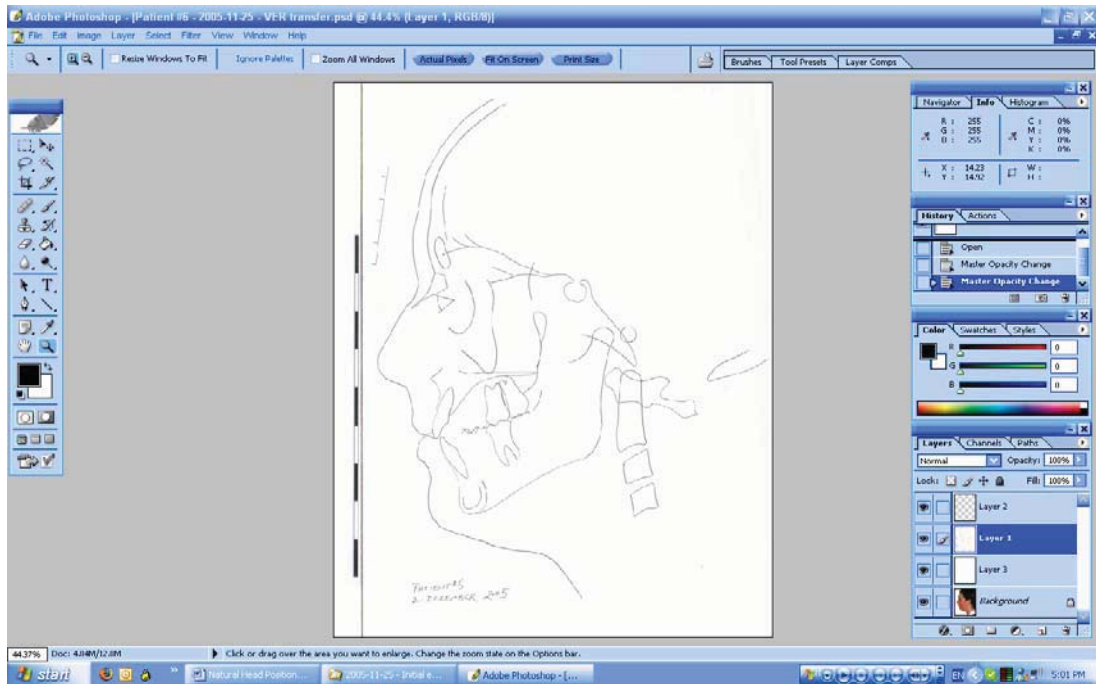 Adobe Photoshop - [Patient #6 - 2005-11-25 - VER transfer.psd @ 44.4% (Layer 1, RGB/8)]
File Edit Image Layer Select Filter View Window Help
Resize Windows To Fit Ignore Palettes Zoom All Windows Actual Pixels Fit On Screen Print Size Brushes Tool Presets Layer Comps
Navigator Info Histogram
R : 255 C : 0%
G : 255 M : 0%
B : 255 Y : 0%
K : 0%
X : 14.23 W :
Y : 14.92 H :
History Actions
Open
Master Opacity Change
Master Opacity Change
Color Swatches Styles
R 0
G 0
B 0
Layers Channels Paths
Normal Opacity: 100%
Lock: Fill: 100%
Layer 2
Layer 1
Layer 3
Background
2 DECEMBER 2005
44.37% Doc: 4.84M/12.8M Click or drag over the area you want to enlarge. Change the zoom state on the Options bar.
start Natural Head Position... 2005-11-25 - Initial e... Adobe Photoshop - [... EN 5:01 PM